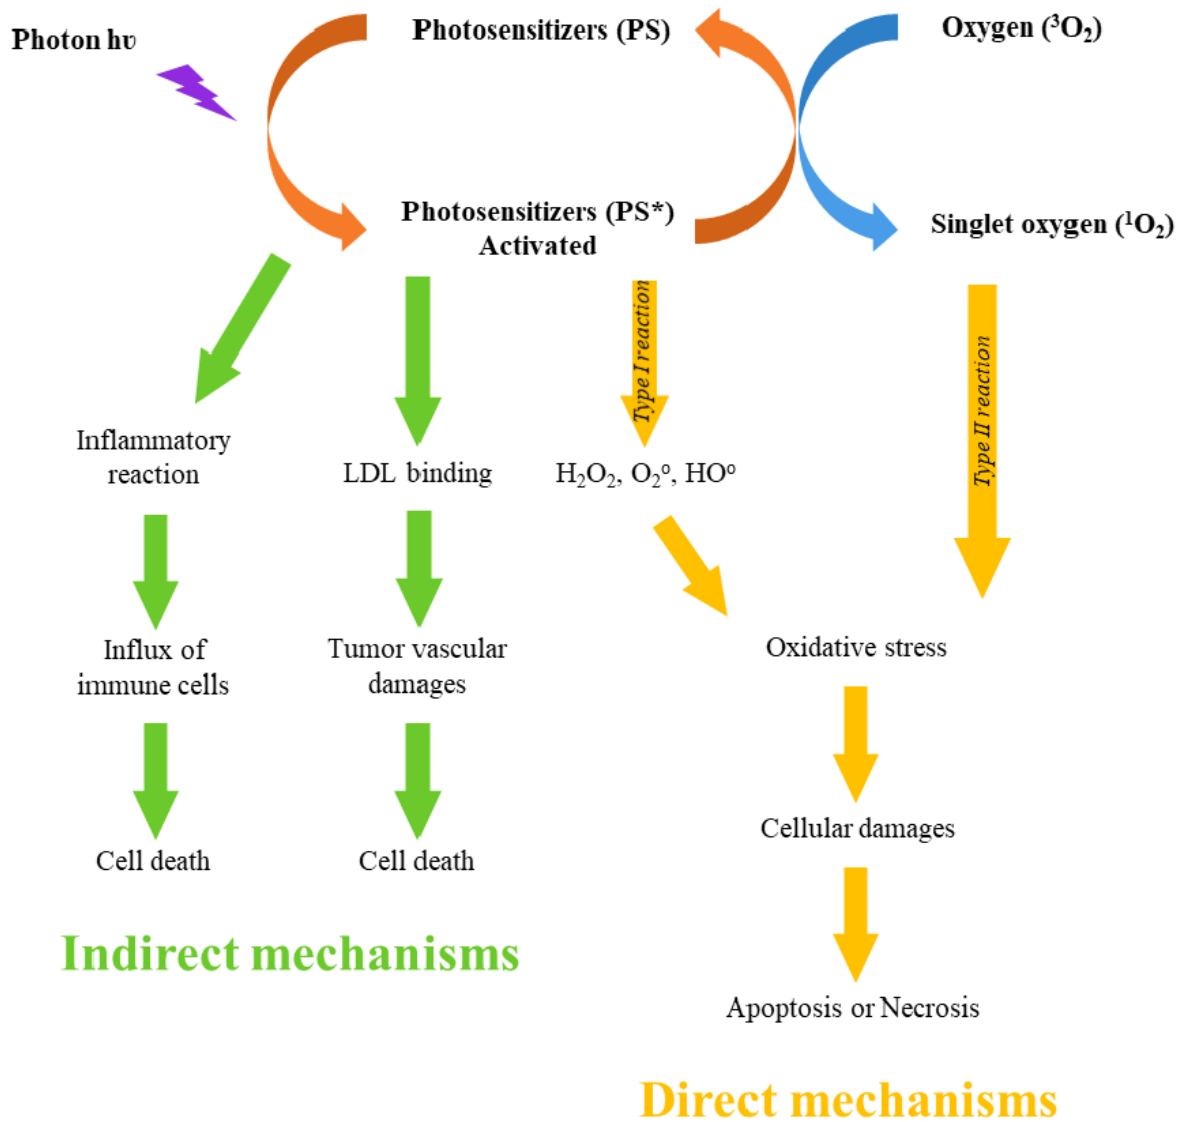 Photon hυ
Photosensitizers (PS)
Oxygen (³O₂)
Photosensitizers (PS*)
Activated
Singlet oxygen (¹O₂)
Type I reaction
Type II reaction
Inflammatory
reaction
LDL binding
H₂O₂, O₂º, HOº
Influx of
immune cells
Tumor vascular
damages
Oxidative stress
Cellular damages
Cell death
Cell death
Indirect mechanisms
Apoptosis or Necrosis
Direct mechanisms